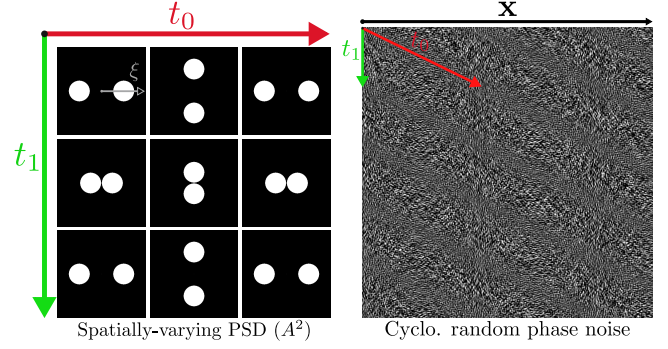 t₀
x
t₁
t₀
ξ
t₁
Spatially-varying PSD (A²)
Cyclo. random phase noise